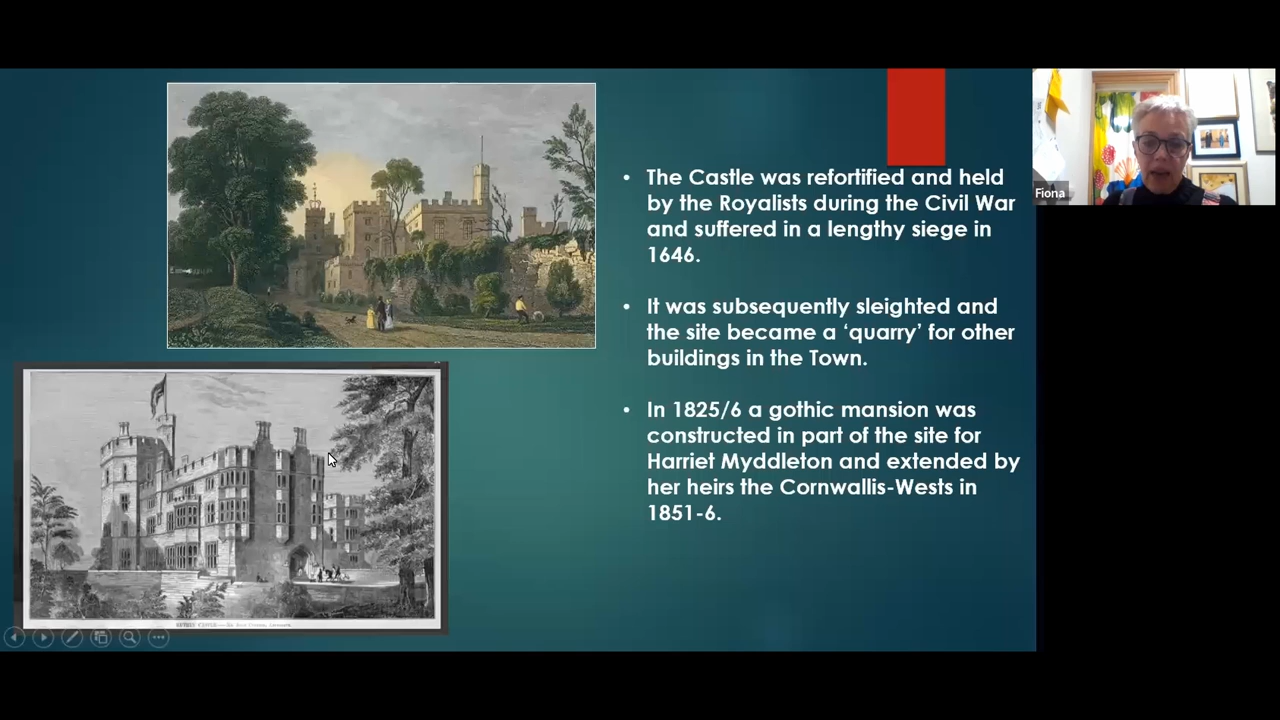 • The Castle was refortified and held
by the Royalists during the Civil War
and suffered in a lengthy siege in
1646.
• It was subsequently sleighted and
the site became a ‘quarry’ for other
buildings in the Town.
• In 1825/6 a gothic mansion was
constructed in part of the site for
Harriet Myddleton and extended by
her heirs the Cornwallis-Wests in
1851-6.
Fiona